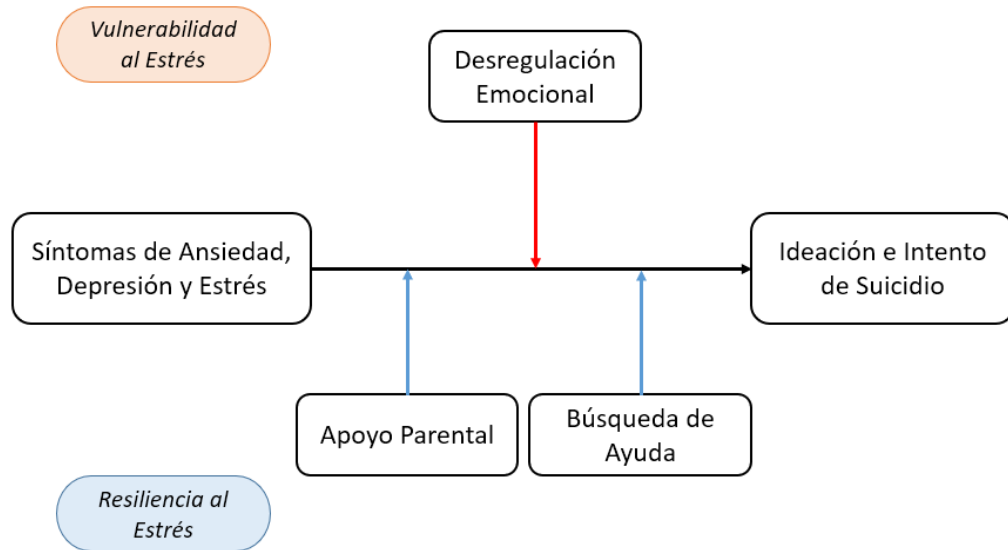 Vulnerabilidad
al Estrés
Desregulación
Emocional
Síntomas de Ansiedad,
Depresión y Estrés
Ideación e Intento
de Suicidio
Apoyo Parental
Búsqueda de
Ayuda
Resiliencia al
Estrés